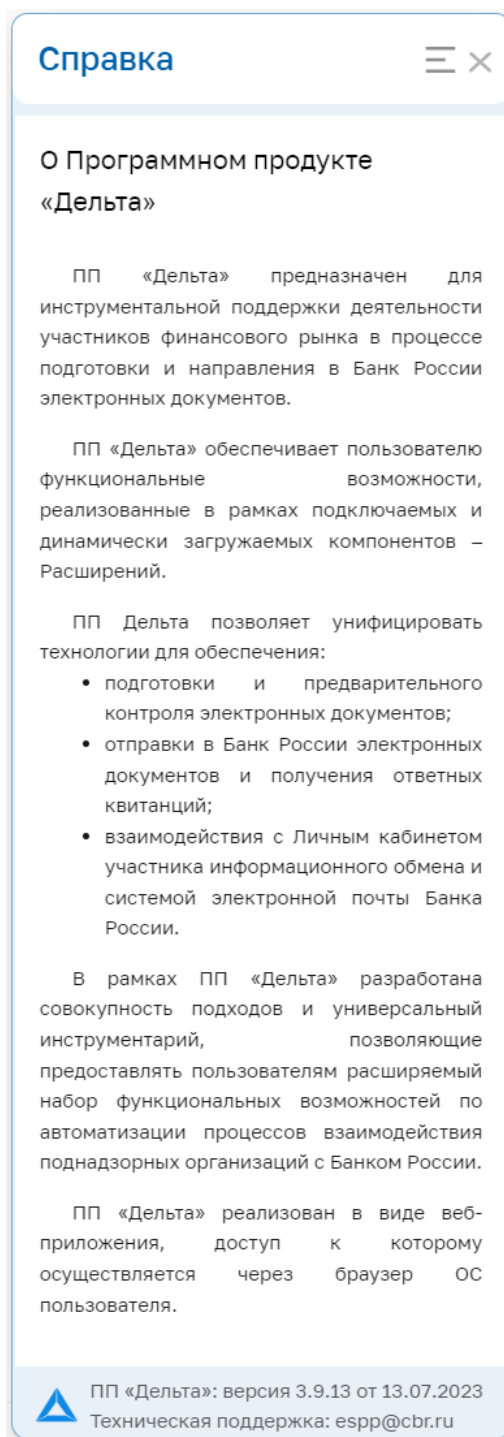 Справка
О Программном продукте
«Дельта»
ПП «Дельта» предназначен для
инструментальной поддержки деятельности
участников финансового рынка в процессе
подготовки и направления в Банк России
электронных документов.
ПП «Дельта» обеспечивает пользователю
функциональные возможности,
реализованные в рамках подключаемых и
динамически загружаемых компонентов –
Расширений.
ПП Дельта позволяет унифицировать
технологии для обеспечения:
• подготовки и предварительного
контроля электронных документов;
• отправки в Банк России электронных
документов и получения ответных
квитанций;
• взаимодействия с Личным кабинетом
участника информационного обмена и
системой электронной почты Банка
России.
В рамках ПП «Дельта» разработана
совокупность подходов и универсальный
инструментарий, позволяющие
предоставлять пользователям расширяемый
набор функциональных возможностей по
автоматизации процессов взаимодействия
поднадзорных организаций с Банком России.
ПП «Дельта» реализован в виде веб-
приложения, доступ к которому
осуществляется через браузер ОС
пользователя.
ПП «Дельта»: версия 3.9.13 от 13.07.2023
Техническая поддержка: espp@cbr.ru